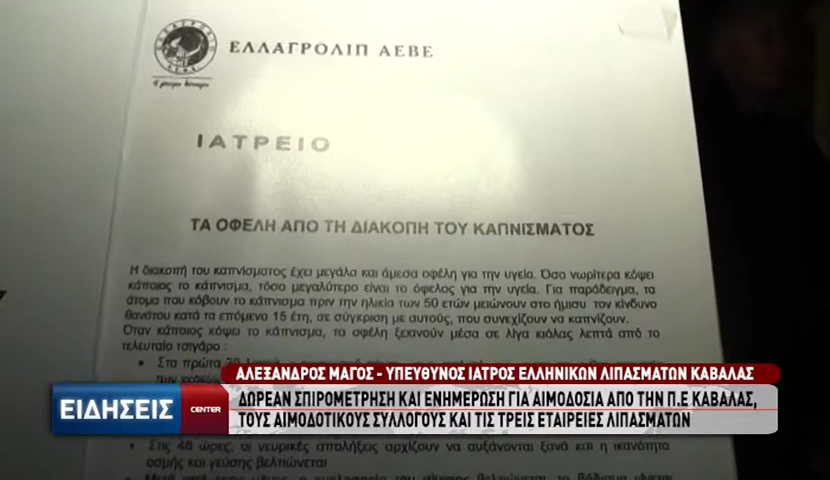 ΕΛΛΑΓΡΟΛΙΠ ΑΕΒΕ
ΙΑΤΡΕΙΟ
ΤΑ ΟΦΕΛΗ ΑΠΟ ΤΗ ΔΙΑΚΟΠΗ ΤΟΥ ΚΑΠΝΙΣΜΑΤΟΣ
Η διακοπή του καπνίσματος έχει μεγάλα και άμεσα οφέλη για την υγεία. Όσο νωρίτερα κόψει
κάποιος το κάπνισμα, τόσο μεγαλύτερο είναι το όφελος για την υγεία. Για παράδειγμα, τα
άτομα που κόβουν το κάπνισμα πριν την ηλικία των 50 ετών μειώνουν στο ήμισυ τον κίνδυνο
θανάτου κατά τα επόμενα 15 έτη, σε σύγκριση με αυτούς, που συνεχίζουν να καπνίζουν.
Όταν κάποιος κόψει το κάπνισμα, τα οφέλη ξεκινούν μέσα σε λίγα κιόλας λεπτά από το
τελευταίο τσιγάρο :
• Στα πρώτα 20
ΑΛΕΞΑΝΔΡΟΣ ΜΑΓΟΣ - ΥΠΕΥΘΥΝΟΣ ΙΑΤΡΟΣ ΕΛΛΗΝΙΚΩΝ ΛΙΠΑΣΜΑΤΩΝ ΚΑΒΑΛΑΣ
ΕΙΔΗΣΕΙΣ
CENTER
ΔΩΡΕΑΝ ΣΠΙΡΟΜΕΤΡΗΣΗ ΚΑΙ ΕΝΗΜΕΡΩΣΗ ΓΙΑ ΑΙΜΟΔΟΣΙΑ ΑΠΟ ΤΗΝ Π.Ε ΚΑΒΑΛΑΣ,
ΤΟΥΣ ΑΙΜΟΔΟΤΙΚΟΥΣ ΣΥΛΛΟΓΟΥΣ ΚΑΙ ΤΙΣ ΤΡΕΙΣ ΕΤΑΙΡΕΙΕΣ ΛΙΠΑΣΜΑΤΩΝ
• Στις 48 ώρες, οι νευρικές απολήξεις αρχίζουν να αυξάνονται ξανά και η ικανότητα
οσμής και γεύσης βελτιώνεται